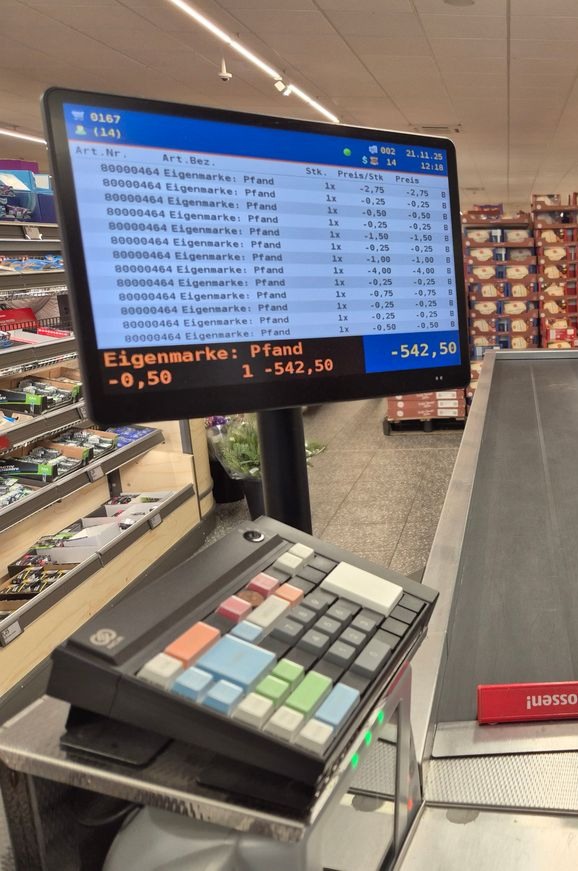 0167
(14)
002 21.11.25
$ 14 12:18
Art.Nr. Art.Bez. Stk. Preis/Stk Preis
80000464 Eigenmarke: Pfand 1x -2,75 -2,75 B
80000464 Eigenmarke: Pfand 1x -0,25 -0,25 B
80000464 Eigenmarke: Pfand 1x -0,50 -0,50 B
80000464 Eigenmarke: Pfand 1x -0,25 -0,25 B
80000464 Eigenmarke: Pfand 1x -1,50 -1,50 B
80000464 Eigenmarke: Pfand 1x -0,25 -0,25 B
80000464 Eigenmarke: Pfand 1x -1,00 -1,00 B
80000464 Eigenmarke: Pfand 1x -4,00 -4,00 B
80000464 Eigenmarke: Pfand 1x -0,25 -0,25 B
80000464 Eigenmarke: Pfand 1x -0,75 -0,75 B
80000464 Eigenmarke: Pfand 1x -0,25 -0,25 B
80000464 Eigenmarke: Pfand 1x -0,25 -0,25 B
80000464 Eigenmarke: Pfand 1x -0,50 -0,50 B
Eigenmarke: Pfand
-0,50 1 -542,50
-542,50
ossen!